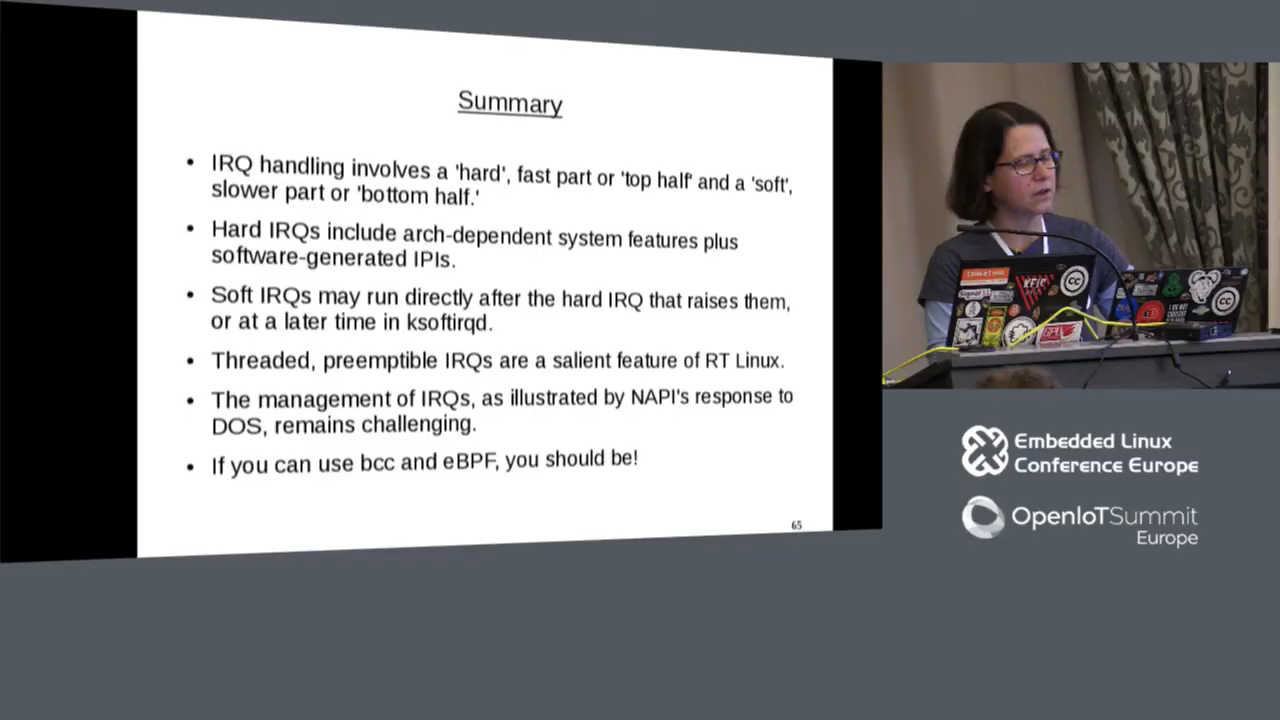 Summary
• IRQ handling involves a 'hard', fast part or 'top half' and a 'soft',
slower part or 'bottom half.'
• Hard IRQs include arch-dependent system features plus
software-generated IPIs.
• Soft IRQs may run directly after the hard IRQ that raises them,
or at a later time in ksoftirqd.
• Threaded, preemptible IRQs are a salient feature of RT Linux.
• The management of IRQs, as illustrated by NAPI's response to
DOS, remains challenging.
• If you can use bcc and eBPF, you should be!
65
cc
cc
Embedded Linux
Conference Europe
OpenIoTSummit
Europe